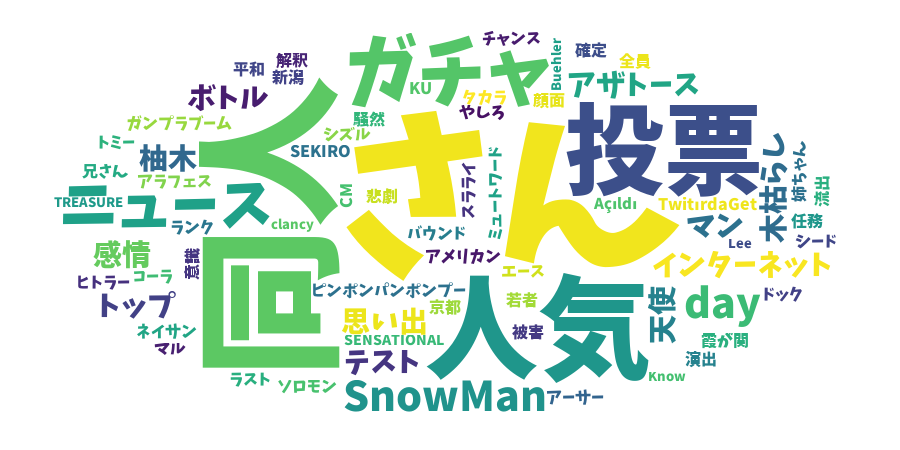 チャンス
ガチャ
Buehler
確定
解釈
全員
平和
新潟
アザトース
KU
ボトル
タカラ
顔面
やしろ
投票
ガンプラブーム
騒然
シズル
さん
人
トミー
柚木
SEKIRO
木枯らし
姉ちゃん
兄さん
アラフェス
スラライ
ミュートワード
流出
ニュース
TREASURE
CM
悲劇
Açıldı
TwitırdaGet
ランク
clancy
バウンド
マン
任務
Lee
シード
感情
意識
回
アメリカン
インターネット
エース
ヒトラー
コーラ
ピンポンパンポンプー
トップ
京都
若者
人気
天使
day
ドック
思い出
ネイサン
被害
SENSATIONAL
霞が関
マル
テスト
演出
ラスト
ソロモン
SnowMan
アーサー
Know